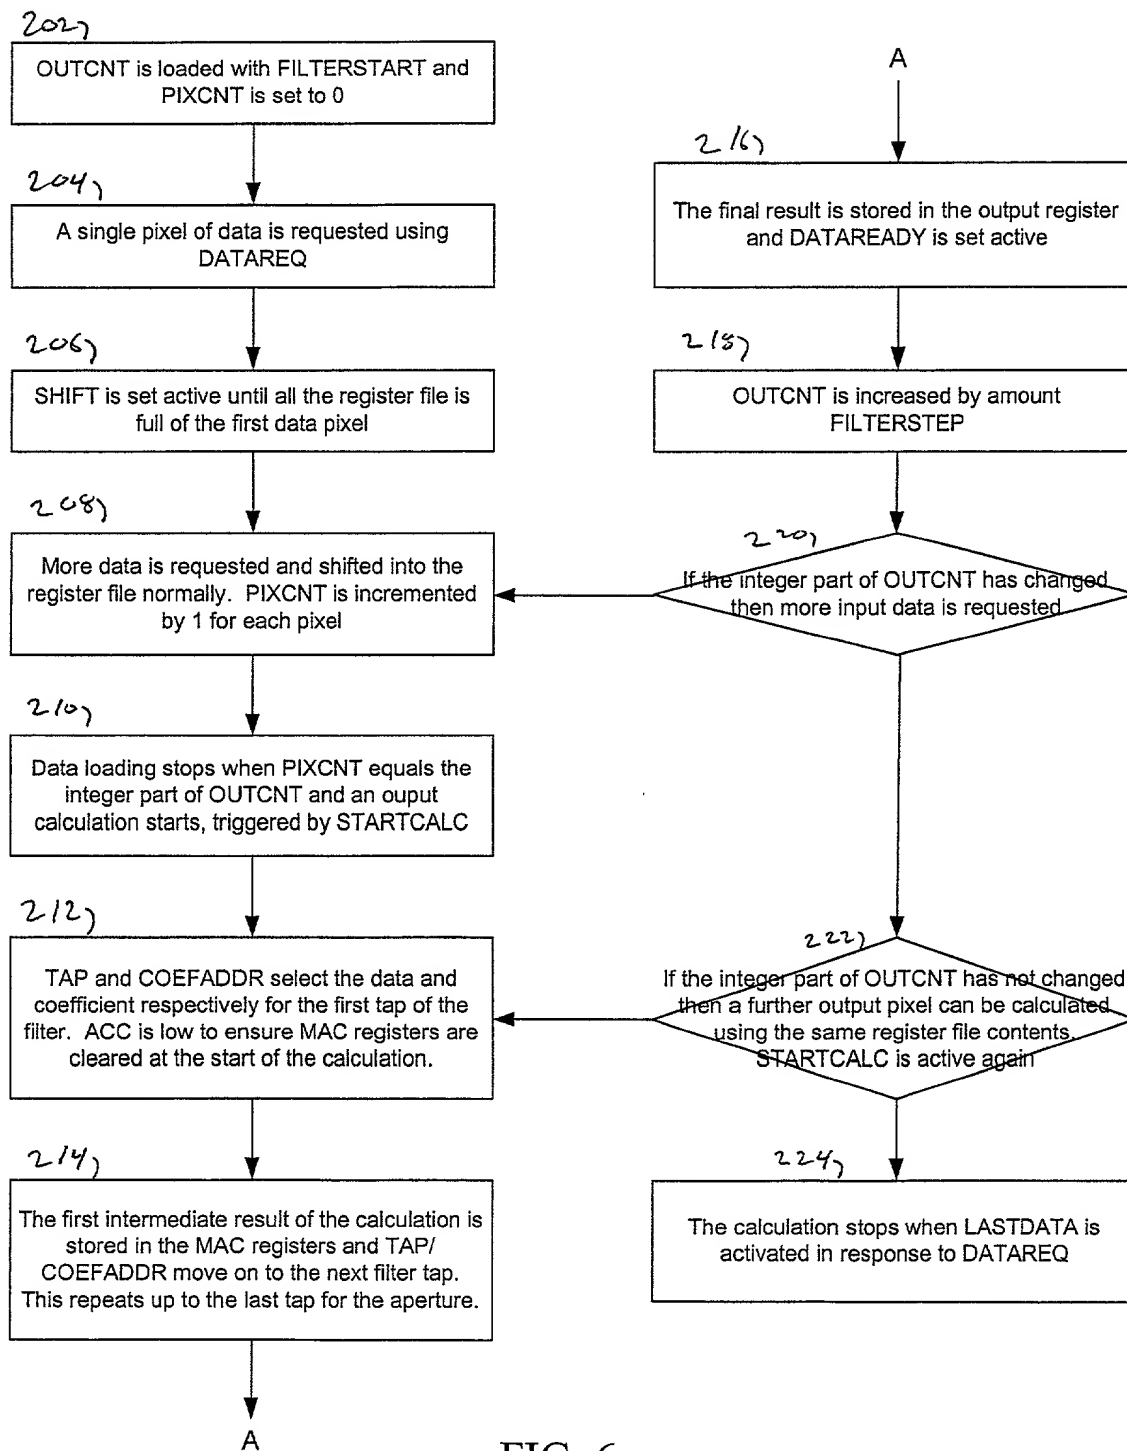 202
OUTCNT is loaded with FILTERSTART and
PIXCNT is set to 0
204
A single pixel of data is requested using
DATAREQ
206
SHIFT is set active until all the register file is
full of the first data pixel
208
More data is requested and shifted into the
register file normally. PIXCNT is incremented
by 1 for each pixel
210
Data loading stops when PIXCNT equals the
integer part of OUTCNT and an ouput
calculation starts, triggered by STARTCALC
212
TAP and COEFADDR select the data and
coefficient respectively for the first tap of the
filter. ACC is low to ensure MAC registers are
cleared at the start of the calculation.
214
The first intermediate result of the calculation is
stored in the MAC registers and TAP/
COEFADDR move on to the next filter tap.
This repeats up to the last tap for the aperture.
A
A
216
The final result is stored in the output register
and DATAREADY is set active
218
OUTCNT is increased by amount
FILTERSTEP
220
If the integer part of OUTCNT has changed
then more input data is requested
222
If the integer part of OUTCNT has not changed
then a further output pixel can be calculated
using the same register file contents.
STARTCALC is active again
224
The calculation stops when LASTDATA is
activated in response to DATAREQ
FIG. 6